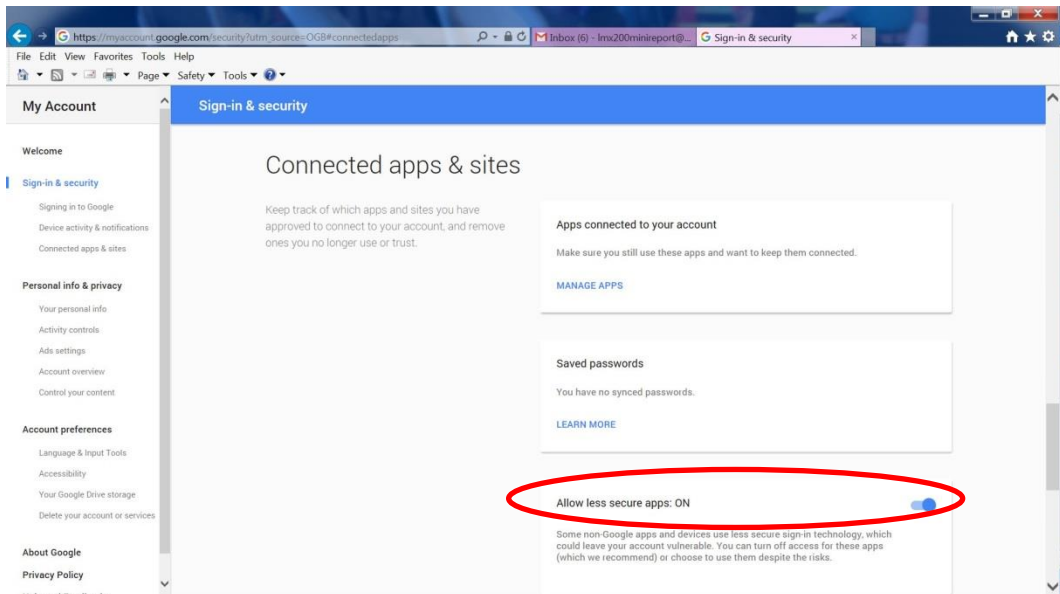 https://myaccount.google.com/security?utm_source=OGB#connectedapps
Inbox (6) - lmx200minireport@...
Sign-in & security
File Edit View Favorites Tools Help
Page Safety Tools
My Account
Sign-in & security
Welcome
Sign-in & security
Signing in to Google
Device activity & notifications
Connected apps & sites
Personal info & privacy
Your personal info
Activity controls
Ads settings
Account overview
Control your content
Account preferences
Language & Input Tools
Accessibility
Your Google Drive storage
Delete your account or services
About Google
Privacy Policy
Connected apps & sites
Keep track of which apps and sites you have
approved to connect to your account, and remove
ones you no longer use or trust.
Apps connected to your account
Make sure you still use these apps and want to keep them connected.
MANAGE APPS
Saved passwords
You have no synced passwords.
LEARN MORE
Allow less secure apps: ON
Some non-Google apps and devices use less secure sign-in technology, which
could leave your account vulnerable. You can turn off access for these apps
(which we recommend) or choose to use them despite the risks.